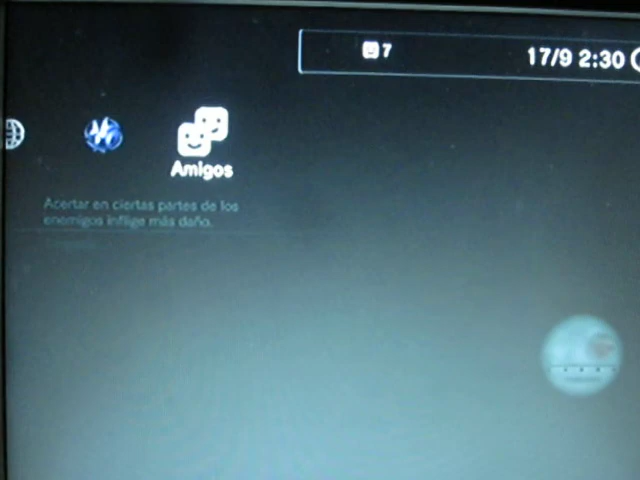 7
17/9 2:30
Amigos
Acertar en ciertas partes de los
enemigos inflige más daño.